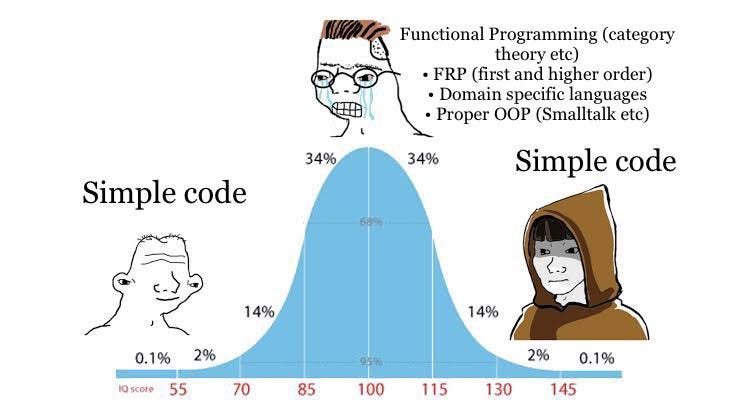 Functional Programming (category
theory etc)
• FRP (first and higher order)
• Domain specific languages
• Proper OOP (Smalltalk etc)
34%
34%
Simple code
Simple code
68%
14%
14%
0.1%
2%
95%
2%
0.1%
IQ score 55 70 85 100 115 130 145